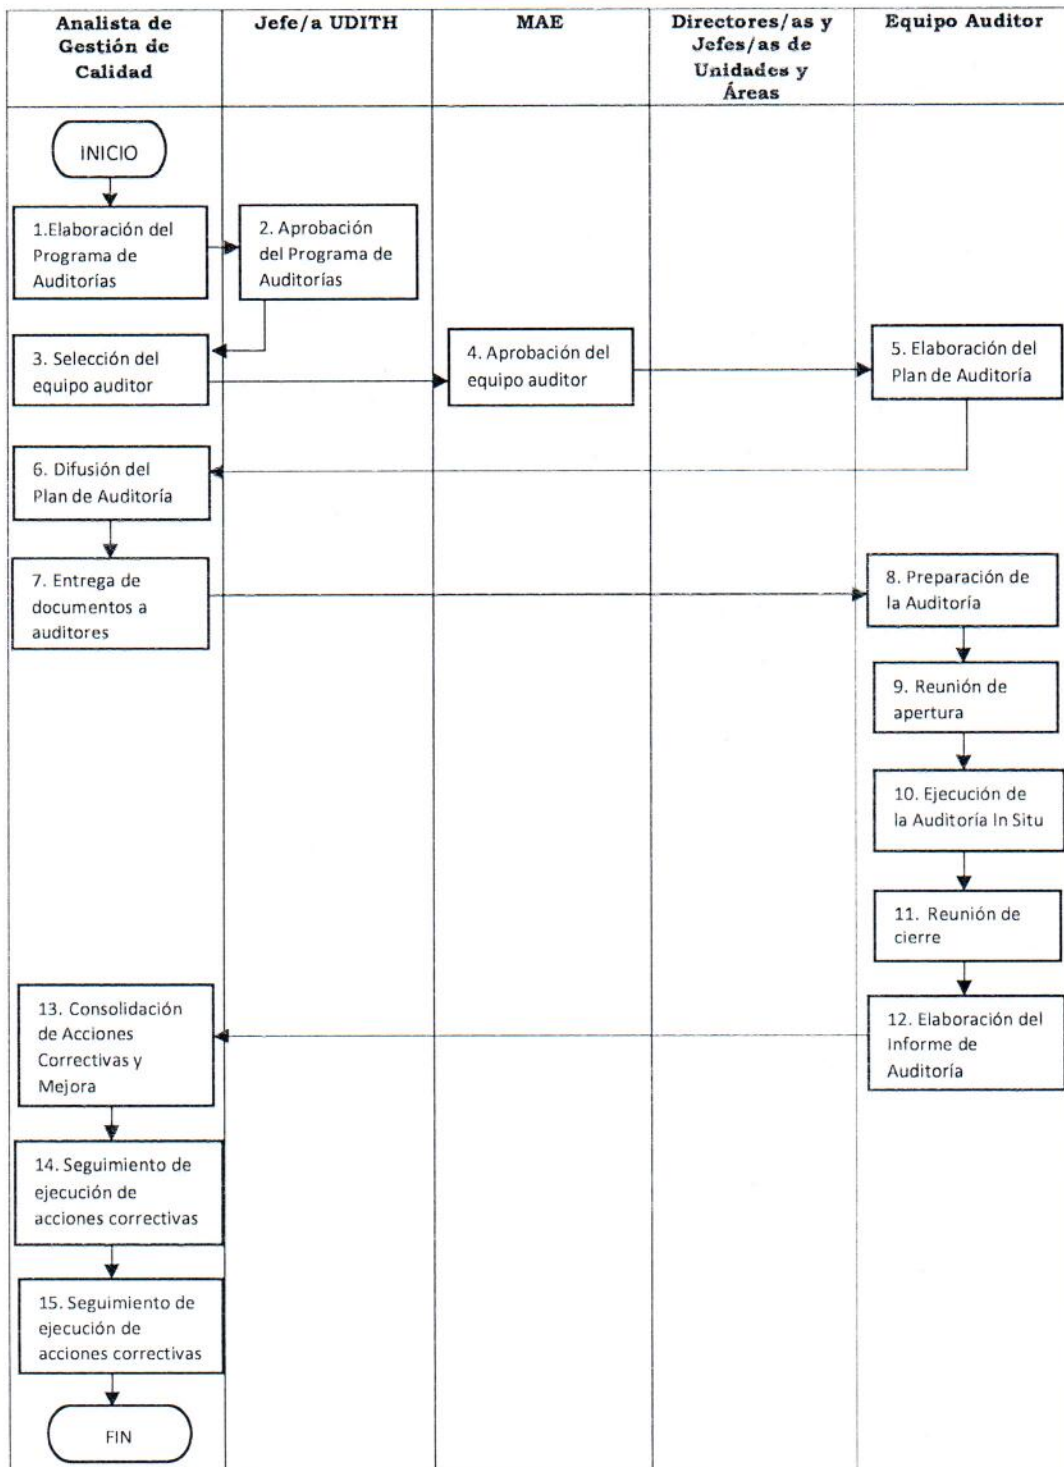 Analista de
Gestión de
Calidad
Jefe/a UDITH
MAE
Directores/as y
Jefes/as de
Unidades y
Áreas
Equipo Auditor
INICIO
1.Elaboración del
Programa de
Auditorías
2. Aprobación
del Programa de
Auditorías
3. Selección del
equipo auditor
4. Aprobación del
equipo auditor
5. Elaboración del
Plan de Auditoría
6. Difusión del
Plan de Auditoría
7. Entrega de
documentos a
auditores
8. Preparación de
la Auditoría
9. Reunión de
apertura
10. Ejecución de
la Auditoría In Situ
11. Reunión de
cierre
12. Elaboración del
Informe de
Auditoría
13. Consolidación
de Acciones
Correctivas y
Mejora
14. Seguimiento de
ejecución de
acciones correctivas
15. Seguimiento de
ejecución de
acciones correctivas
FIN